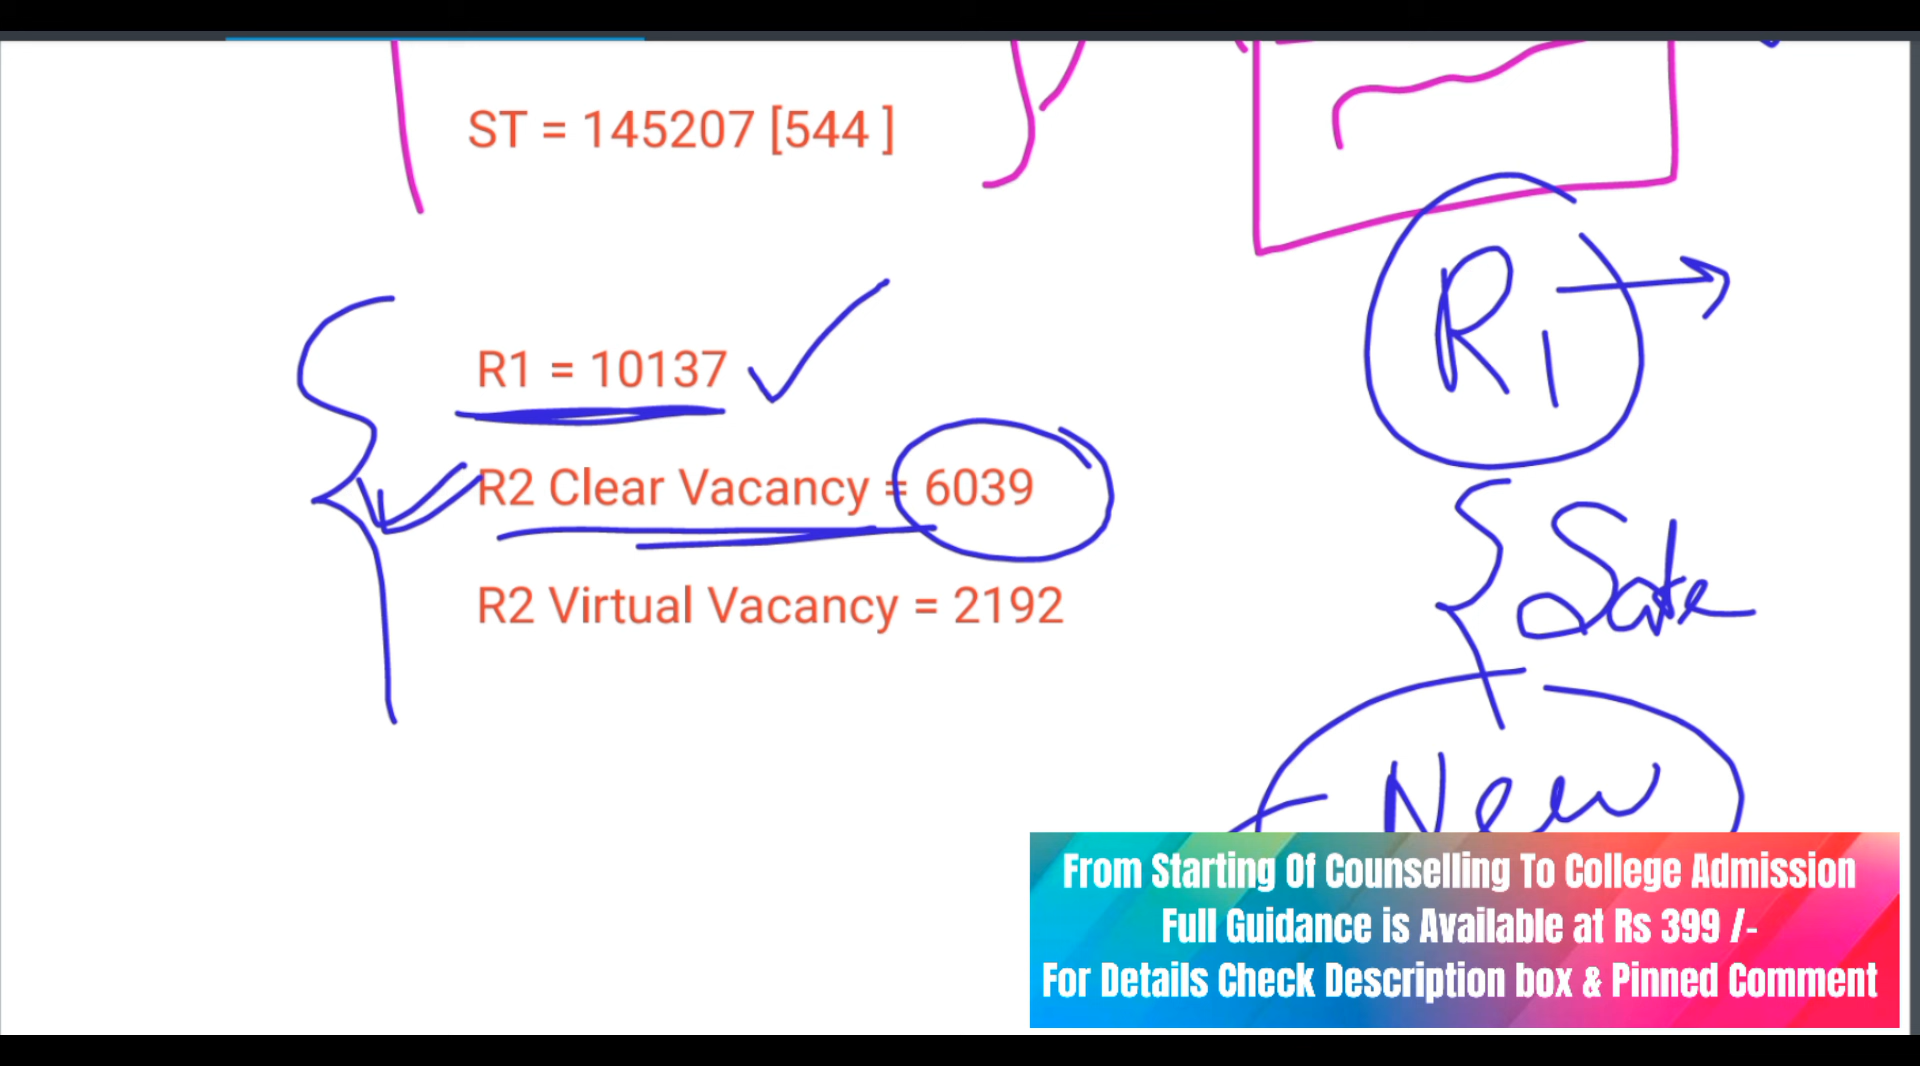 ST = 145207 [544 ]
R1 = 10137
R1
R2 Clear Vacancy = 6039
R2 Virtual Vacancy = 2192
New
From Starting Of Counselling To College Admission
Full Guidance is Available at Rs 399 /-
For Details Check Description box & Pinned Comment